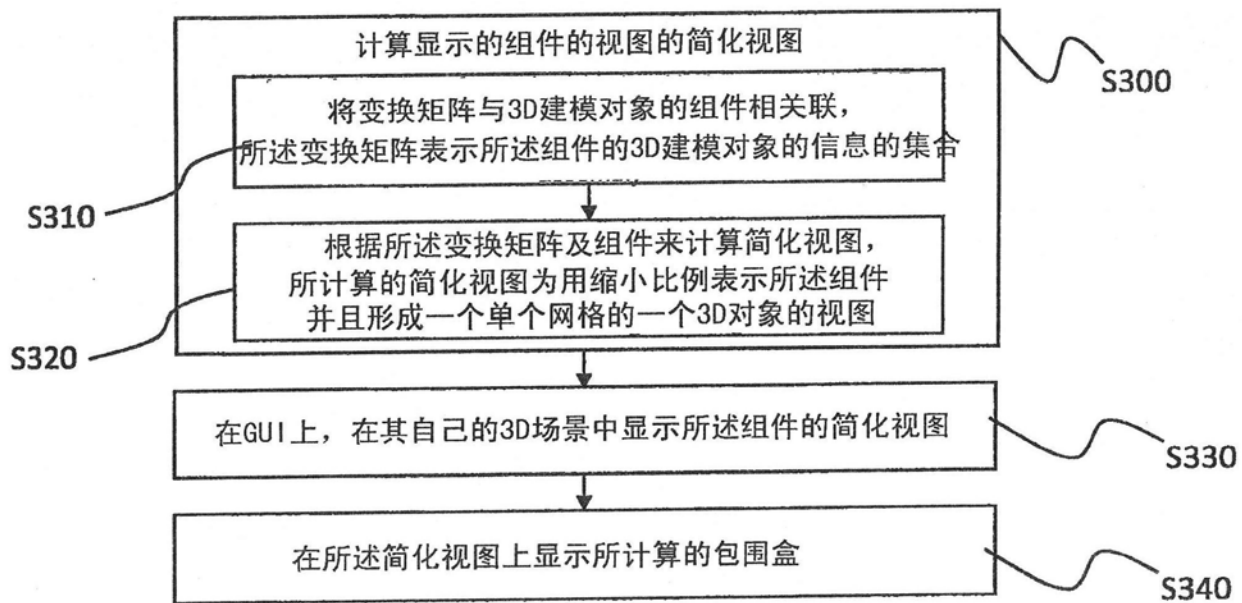 计算显示的组件的视图的简化视图
S300
将变换矩阵与3D建模对象的组件相关联，
所述变换矩阵表示所述组件的3D建模对象的信息的集合
S310
根据所述变换矩阵及组件来计算简化视图，
所计算的简化视图为用缩小比例表示所述组件
并且形成一个单个网格的一个3D对象的视图
S320
在GUI上，在其自己的3D场景中显示所述组件的简化视图
S330
在所述简化视图上显示所计算的包围盒
S340